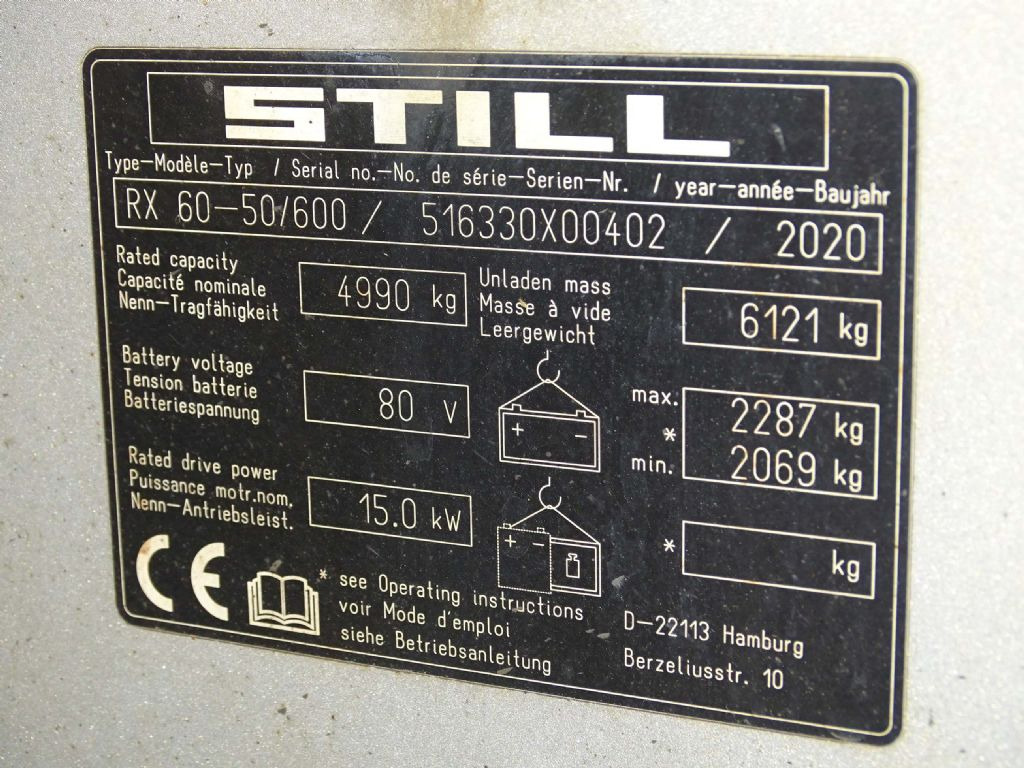 STILL
Type-Modèle-Typ / Serial no.-No. de série-Serien-Nr. / year-année-Baujahr
RX 60-50/600 / 516330X00402 / 2020
Rated capacity
Capacité nominale
Nenn-Tragfähigkeit
4990 kg
Unladen mass
Masse à vide
Leergewicht
6121 kg
Battery voltage
Tension batterie
Batteriespannung
80 V
+ -
max. 2287 kg
*
min. 2069 kg
Rated drive power
Puissance motr.nom.
Nenn-Antriebsleist.
15.0 kW
+ -
* kg
CE
* see Operating instructions
voir Mode d'emploi
siehe Betriebsanleitung
D-22113 Hamburg
Berzeliusstr. 10